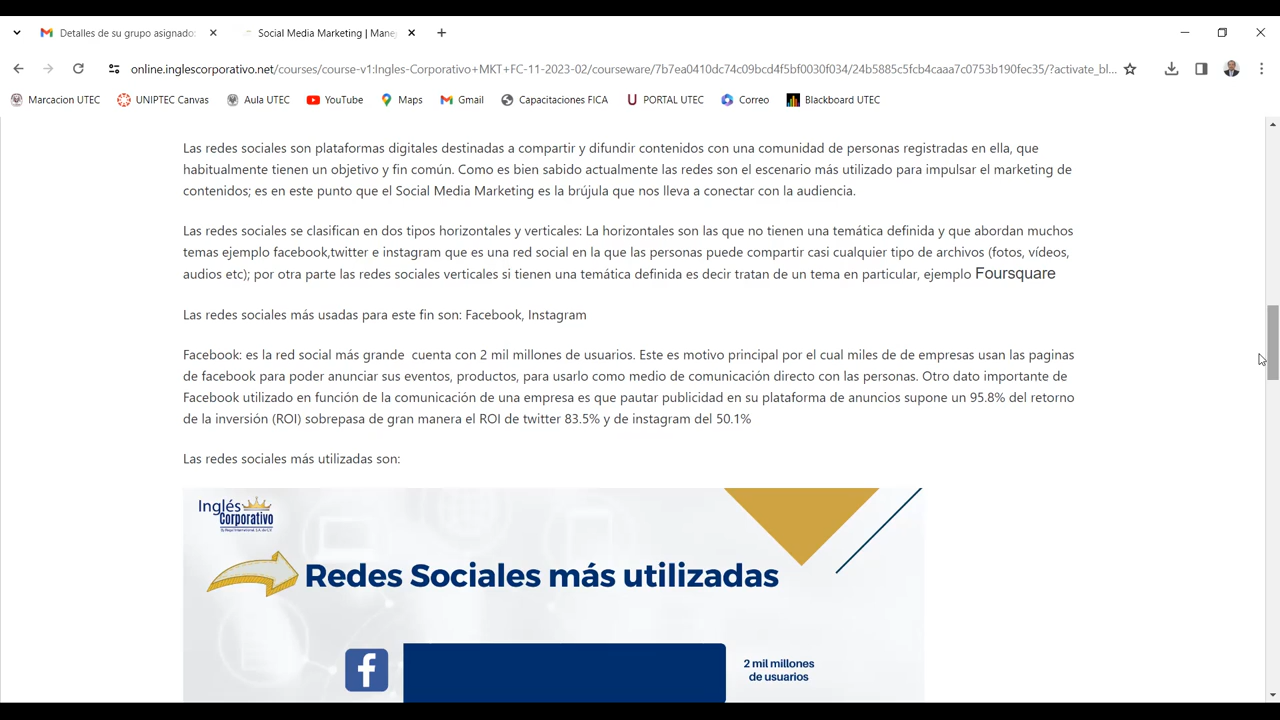 Detalles de su grupo asignado:
Social Media Marketing | Mane
online.inglescorporativo.net/courses/course-v1:Ingles-Corporativo+MKT+FC-11-2023-02/courseware/7b7ea0410dc74c09bcd4f5bf0030f034/24b5885c5fcb4caaa7c0753b190fec35/?activate_bl...
Marcacion UTEC UNIPTEC Canvas Aula UTEC YouTube Maps Gmail Capacitaciones FICA PORTAL UTEC Correo Blackboard UTEC
Las redes sociales son plataformas digitales destinadas a compartir y difundir contenidos con una comunidad de personas registradas en ella, que
habitualmente tienen un objetivo y fin común. Como es bien sabido actualmente las redes son el escenario más utilizado para impulsar el marketing de
contenidos; es en este punto que el Social Media Marketing es la brújula que nos lleva a conectar con la audiencia.
Las redes sociales se clasifican en dos tipos horizontales y verticales: La horizontales son las que no tienen una temática definida y que abordan muchos
temas ejemplo facebook,twitter e instagram que es una red social en la que las personas puede compartir casi cualquier tipo de archivos (fotos, vídeos,
audios etc); por otra parte las redes sociales verticales si tienen una temática definida es decir tratan de un tema en particular, ejemplo Foursquare
Las redes sociales más usadas para este fin son: Facebook, Instagram
Facebook: es la red social más grande cuenta con 2 mil millones de usuarios. Este es motivo principal por el cual miles de de empresas usan las paginas
de facebook para poder anunciar sus eventos, productos, para usarlo como medio de comunicación directo con las personas. Otro dato importante de
Facebook utilizado en función de la comunicación de una empresa es que pautar publicidad en su plataforma de anuncios supone un 95.8% del retorno
de la inversión (ROI) sobrepasa de gran manera el ROI de twitter 83.5% y de instagram del 50.1%
Las redes sociales más utilizadas son:
Inglés
Corporativo
Redes Sociales más utilizadas
2 mil millones
de usuarios